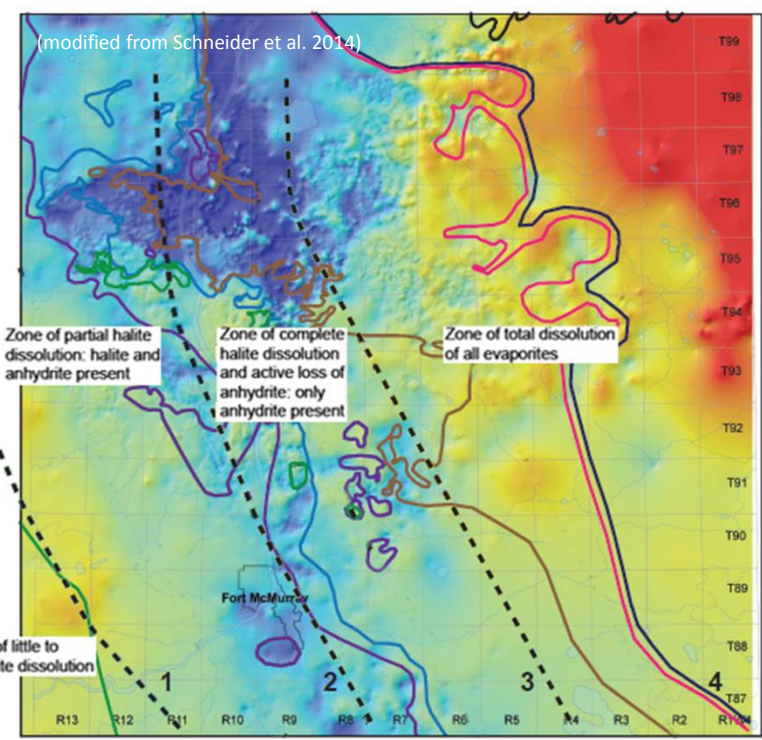 (modified from Schneider et al. 2014)
T99
T98
T97
T96
T95
T94
Zone of partial halite
dissolution: halite and
anhydrite present
Zone of complete
halite dissolution
and active loss of
anhydrite: only
anhydrite present
Zone of total dissolution
of all evaporites
T93
T92
T91
T90
T89
Fort McMurray
T88
of little to
te dissolution
1
2
3
4
T87
R13
R12
R11
R10
R9
R8
R7
R6
R5
R4
R3
R2